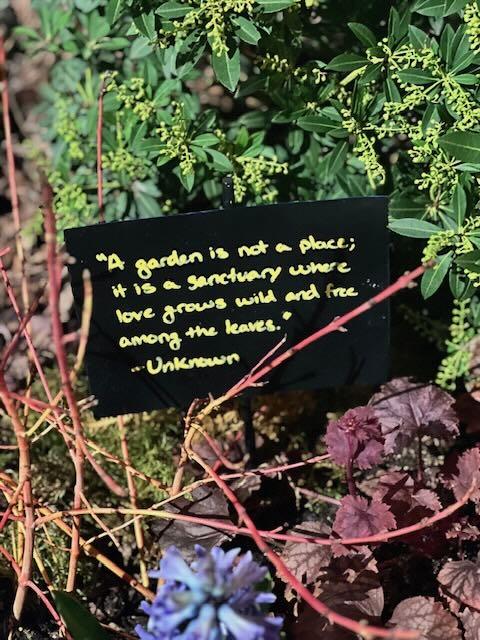 "A garden is not a place;
it is a sanctuary where
love grows wild and free
among the leaves."
-Unknown